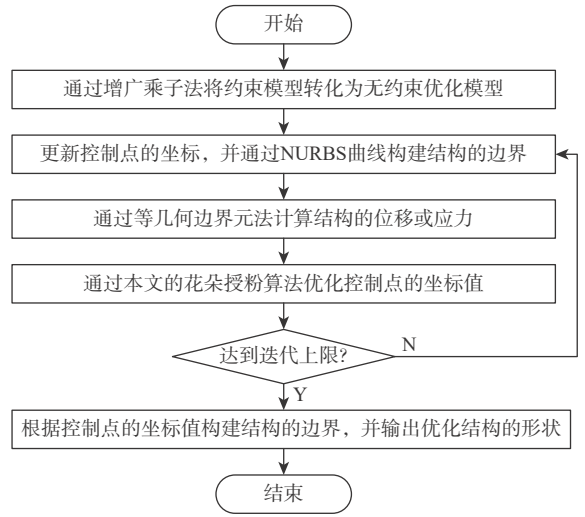 开始
通过增广乘子法将约束模型转化为无约束优化模型
更新控制点的坐标，并通过NURBS曲线构建结构的边界
通过等几何边界元法计算结构的位移或应力
通过本文的花朵授粉算法优化控制点的坐标值
达到迭代上限?
N
Y
根据控制点的坐标值构建结构的边界，并输出优化结构的形状
结束